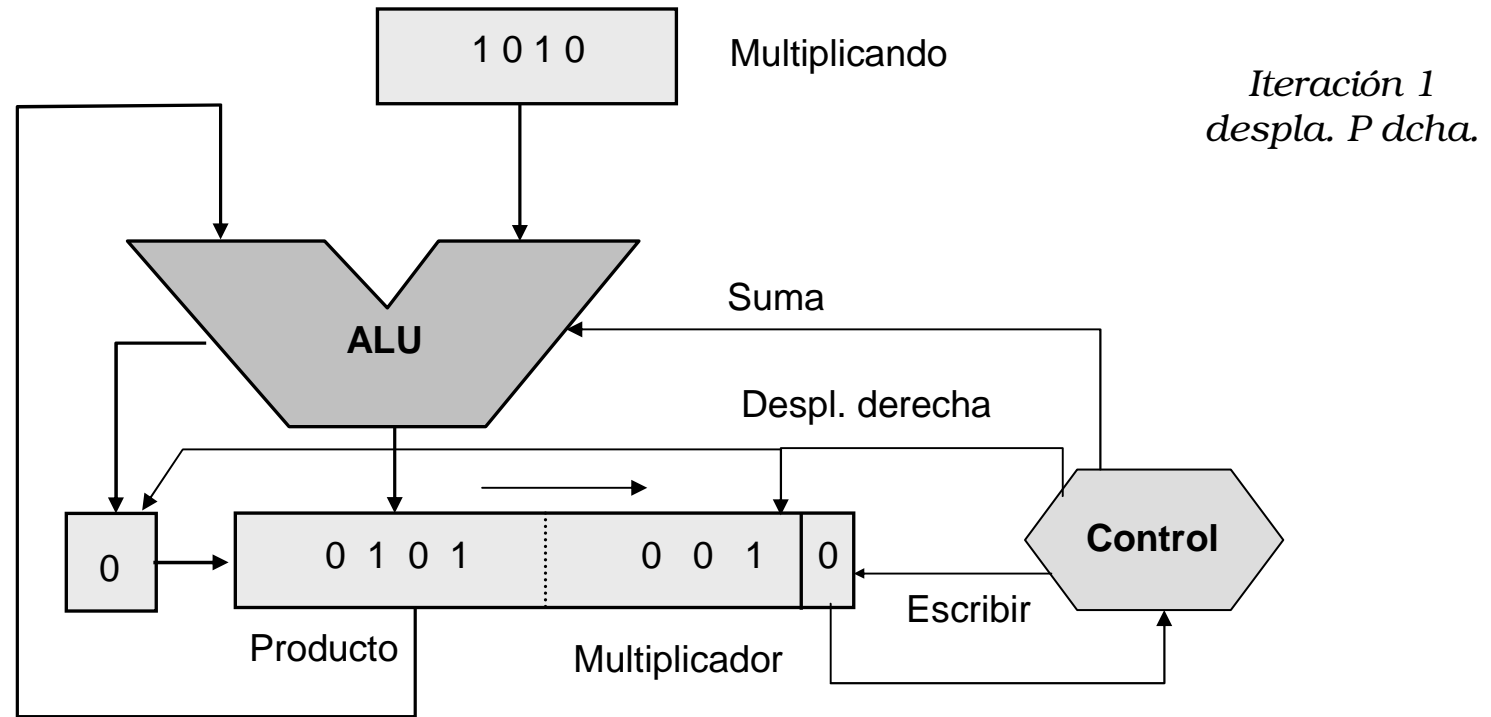 1 0 1 0
Multiplicando
Iteración 1
despla. P dcha.
Suma
ALU
Despl. derecha
Control
0
0 1 0 1
0 0 1
0
Escribir
Producto
Multiplicador